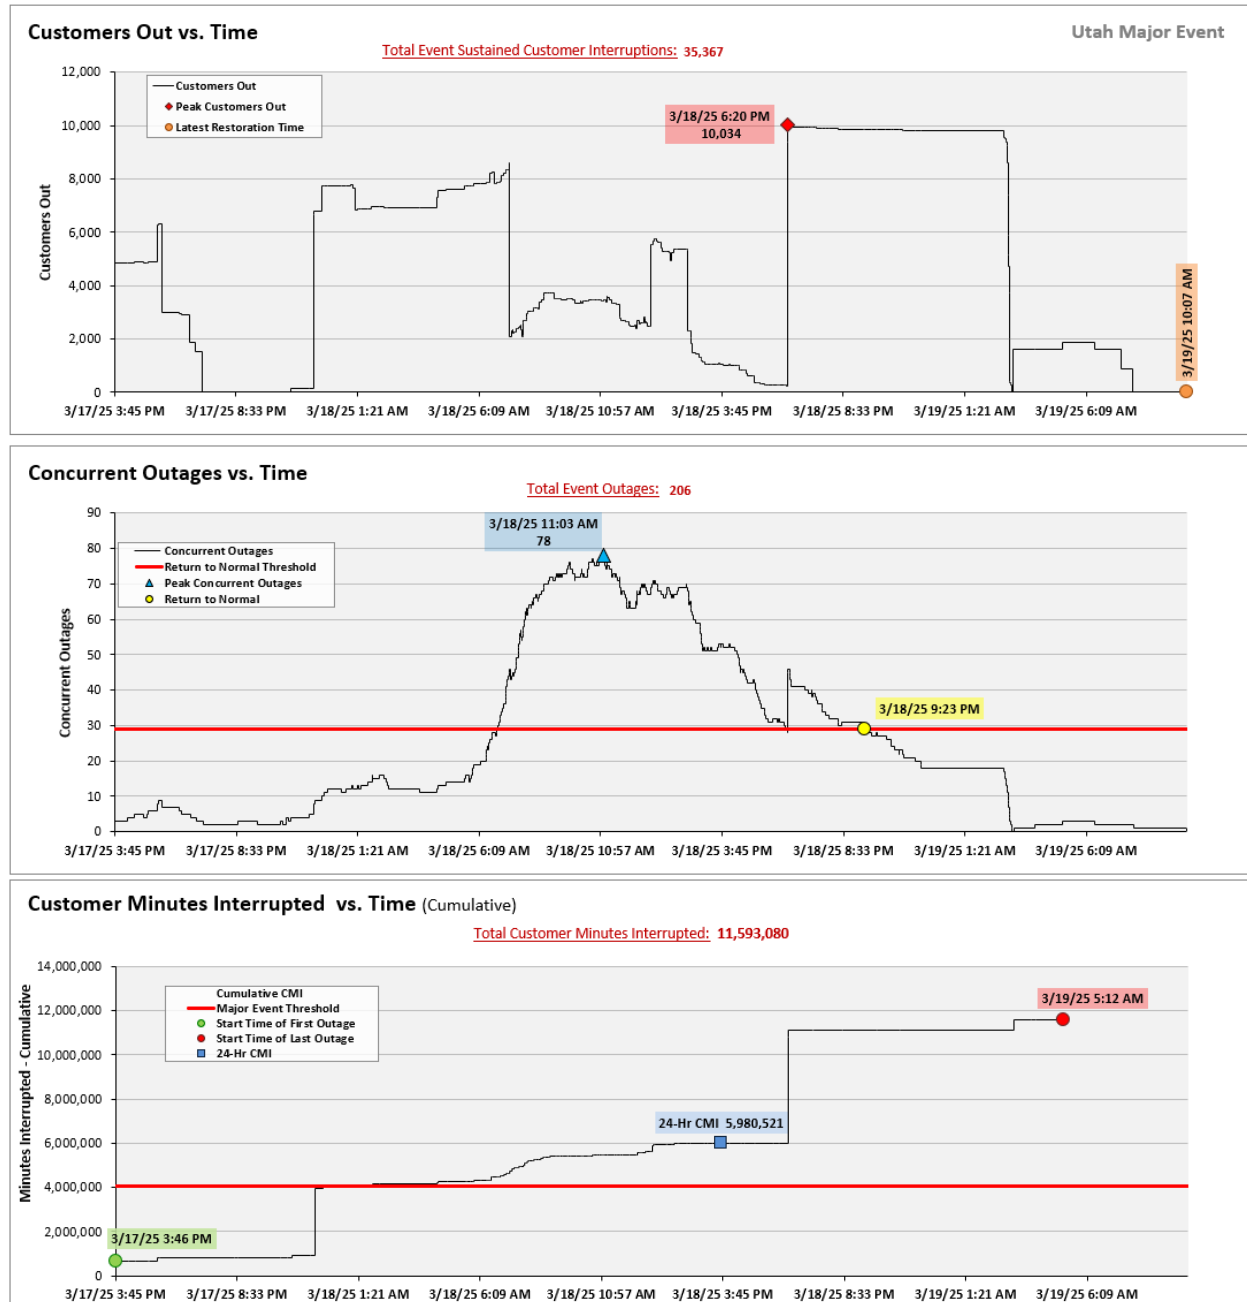 Customers Out vs. Time
Utah Major Event
Total Event Sustained Customer Interruptions: 35,367
12,000
10,000
8,000
6,000
4,000
2,000
0
Customers Out
Customers Out
Peak Customers Out
Latest Restoration Time
3/18/25 6:20 PM
10,034
3/19/25 10:07 AM
3/17/25 3:45 PM 3/17/25 8:33 PM 3/18/25 1:21 AM 3/18/25 6:09 AM 3/18/25 10:57 AM 3/18/25 3:45 PM 3/18/25 8:33 PM 3/19/25 1:21 AM 3/19/25 6:09 AM
Concurrent Outages vs. Time
Total Event Outages: 206
90
80
70
60
50
40
30
20
10
0
Concurrent Outages
Concurrent Outages
Return to Normal Threshold
Peak Concurrent Outages
Return to Normal
3/18/25 11:03 AM
78
3/18/25 9:23 PM
3/17/25 3:45 PM 3/17/25 8:33 PM 3/18/25 1:21 AM 3/18/25 6:09 AM 3/18/25 10:57 AM 3/18/25 3:45 PM 3/18/25 8:33 PM 3/19/25 1:21 AM 3/19/25 6:09 AM
Customer Minutes Interrupted vs. Time (Cumulative)
Total Customer Minutes Interrupted: 11,593,080
14,000,000
12,000,000
10,000,000
8,000,000
6,000,000
4,000,000
2,000,000
0
Minutes Interrupted - Cumulative
Cumulative CMI
Major Event Threshold
Start Time of First Outage
Start Time of Last Outage
24-Hr CMI
3/19/25 5:12 AM
24-Hr CMI 5,980,521
3/17/25 3:46 PM
3/17/25 3:45 PM 3/17/25 8:33 PM 3/18/25 1:21 AM 3/18/25 6:09 AM 3/18/25 10:57 AM 3/18/25 3:45 PM 3/18/25 8:33 PM 3/19/25 1:21 AM 3/19/25 6:09 AM